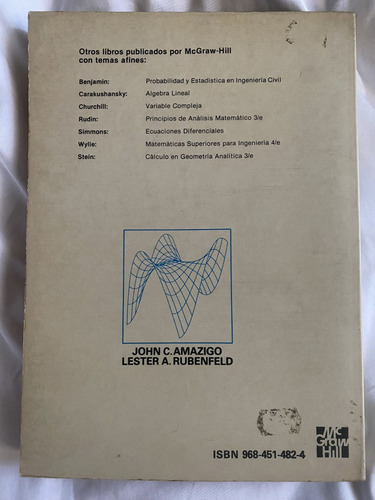 Otros libros publicados por McGraw-Hill
con temas afines:
Benjamin: Probabilidad y Estadística en Ingeniería Civil
Carakushansky: Algebra Lineal
Churchill: Variable Compleja
Rudin: Principios de Análisis Matemático 3/e
Simmons: Ecuaciones Diferenciales
Wylie: Matemáticas Superiores para Ingeniería 4/e
Stein: Cálculo en Geometría Analítica 3/e
JOHN C. AMAZIGO
LESTER A. RUBENFELD
Mc
Graw
Hill
ISBN 968-451-482-4